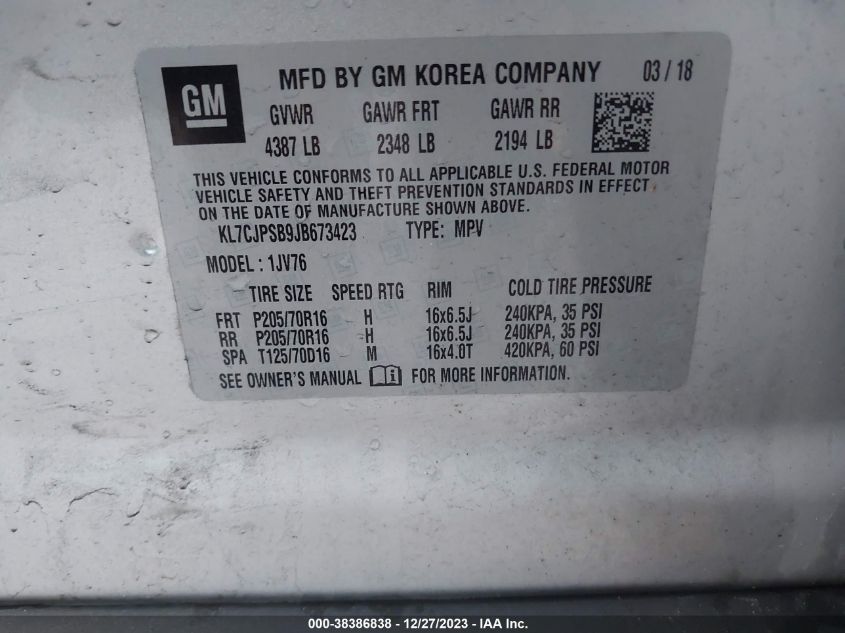 GM
MFD BY GM KOREA COMPANY 03/18
GVWR GAWR FRT GAWR RR
4387 LB 2348 LB 2194 LB
THIS VEHICLE CONFORMS TO ALL APPLICABLE U.S. FEDERAL MOTOR
VEHICLE SAFETY AND THEFT PREVENTION STANDARDS IN EFFECT
ON THE DATE OF MANUFACTURE SHOWN ABOVE.
KL7CJPSB9JB673423 TYPE: MPV
MODEL : 1JV76
TIRE SIZE SPEED RTG RIM COLD TIRE PRESSURE
FRT P205/70R16 H 16x6.5J 240KPA, 35 PSI
RR P205/70R16 H 16x6.5J 240KPA, 35 PSI
SPA T125/70D16 M 16x4.0T 420KPA, 60 PSI
SEE OWNER'S MANUAL FOR MORE INFORMATION.
000-38386838 - 12/27/2023 - IAA Inc.